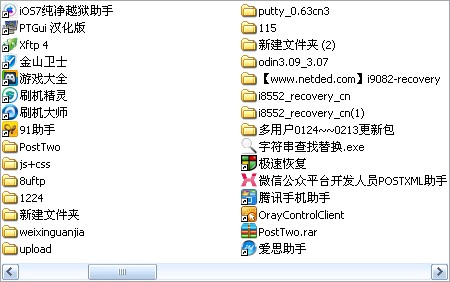 iOS7纯净越狱助手
PTGui 汉化版
Xftp 4
金山卫士
游戏大全
刷机精灵
刷机大师
91助手
PostTwo
js+css
8uftp
1224
新建文件夹
weixinguanjia
upload
putty_0.63cn3
115
新建文件夹 (2)
odin3.09_3.07
【www.netded.com】i9082-recovery
i8552_recovery_cn
i8552_recovery_cn(1)
多用户0124~~0213更新包
字符串查找替换.exe
极速恢复
微信公众平台开发人员POSTXML助手
腾讯手机助手
OrayControlClient
PostTwo.rar
爱思助手